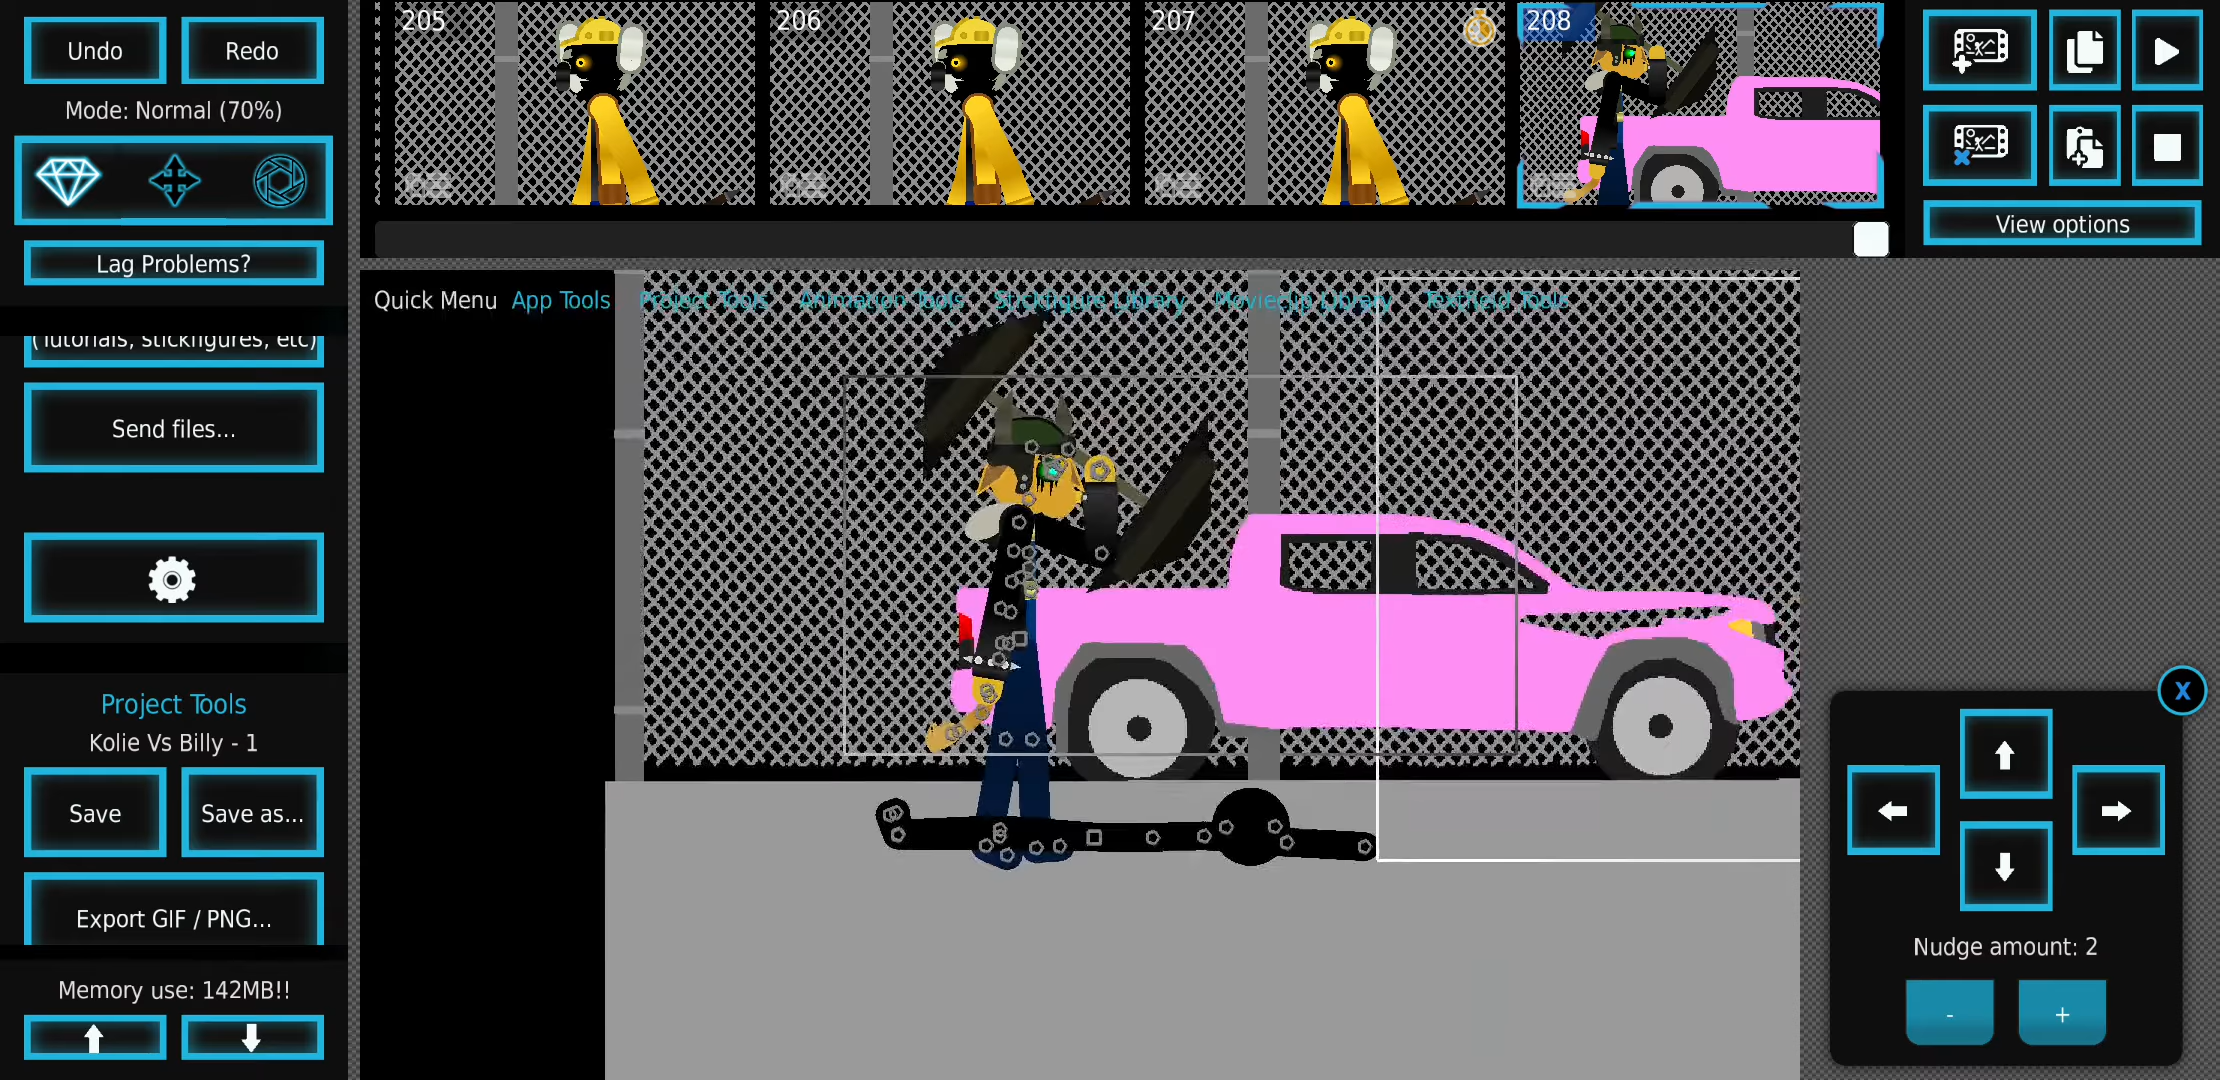 Undo
Redo
Mode: Normal (70%)
Lag Problems?
(Tutorials, stickfigures, etc)
Send files...
Project Tools
Kolie Vs Billy - 1
Save
Save as...
Export GIF / PNG...
Memory use: 142MB!!
205
206
207
208
View options
Quick Menu
App Tools
Project Tools
Animation Tools
Stickfigure Library
Movieclip Library
Textfield Tools
X
Nudge amount: 2
-
+